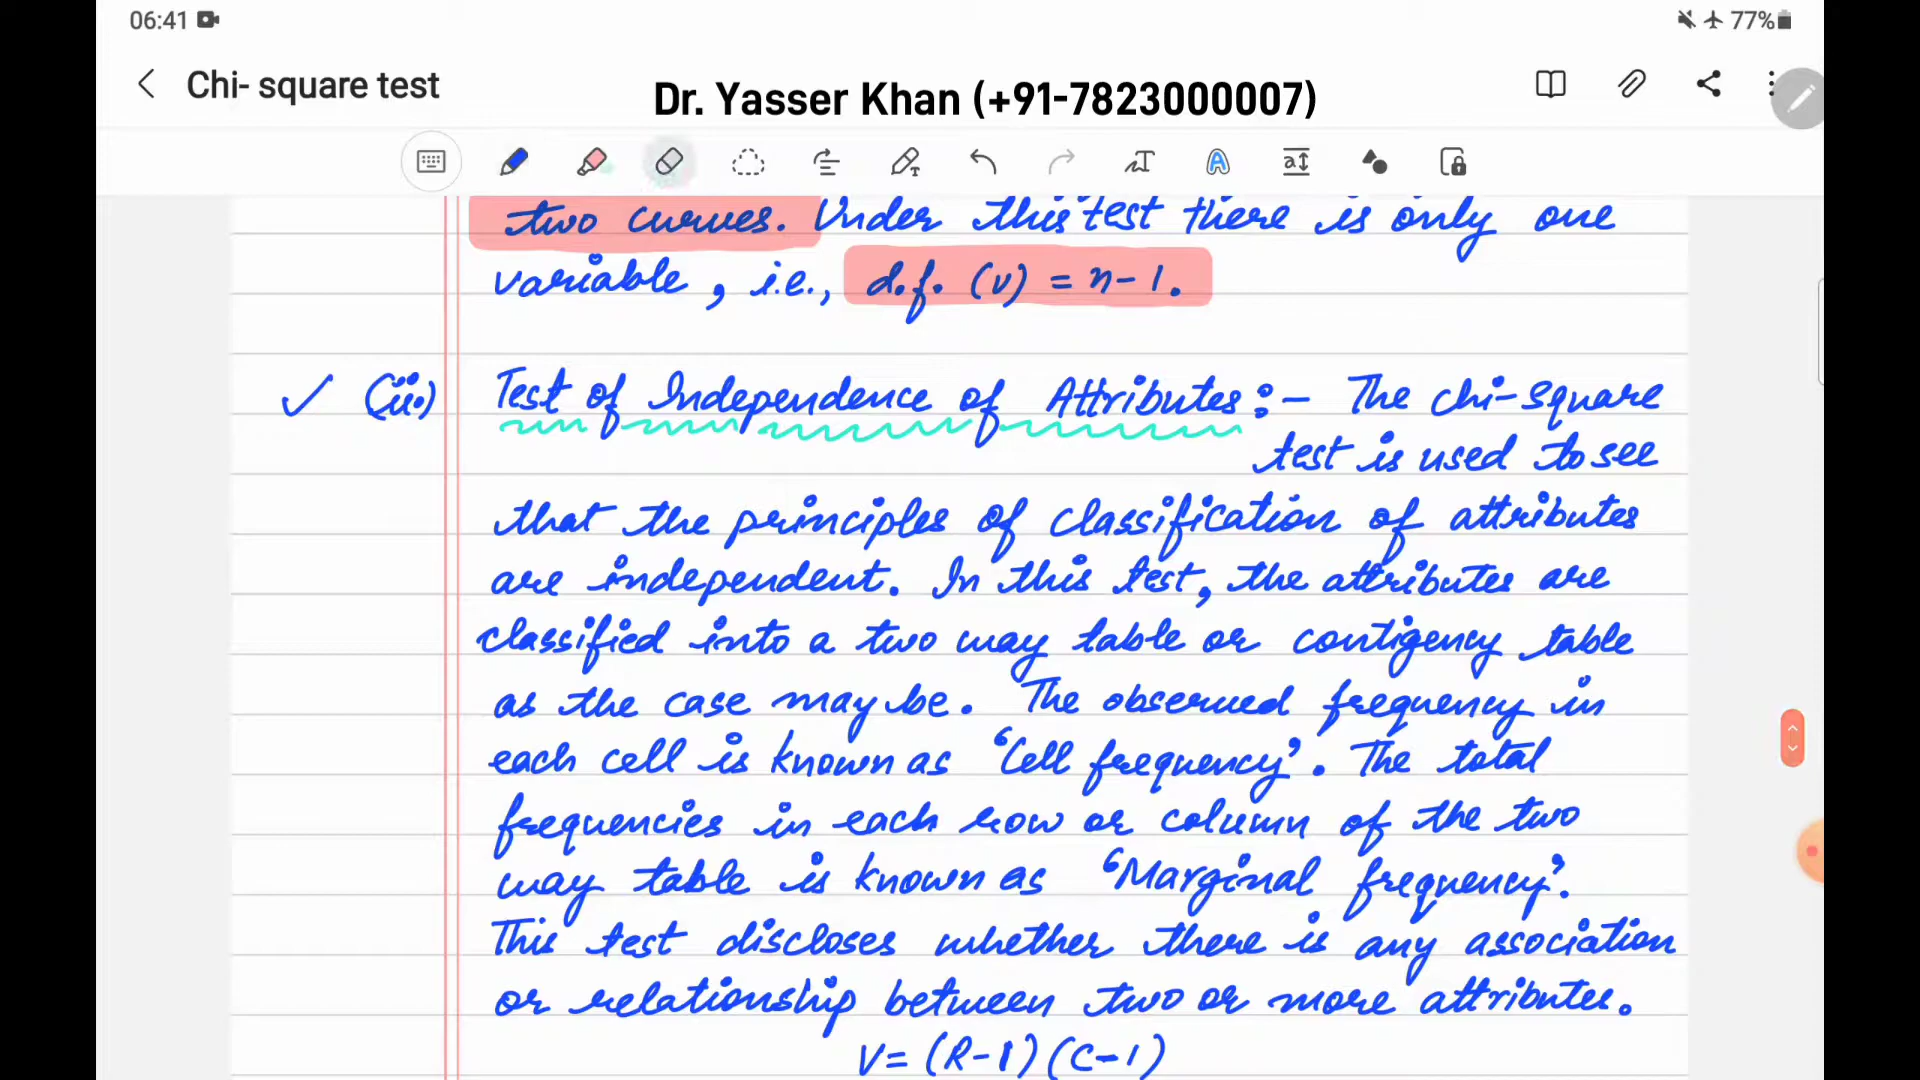 06:41 77%
Chi- square test
Dr. Yasser Khan (+91-7823000007)
two curves. Under this test there is only one
variable, i.e., d.f. (v) = n-1.
(ii.) Test of Independence of Attributes:- The chi-square
test is used to see
that the principles of classification of attributes
are independent. In this test, the attributes are
classified into a two way table or contigency table
as the case may be. The observed frequency in
each cell is known as 'Cell frequency'. The total
frequencies in each row or column of the two
way table is known as 'Marginal frequency'.
This test discloses whether there is any association
or relationship between two or more attributes.
V= (R-1) (C-1)